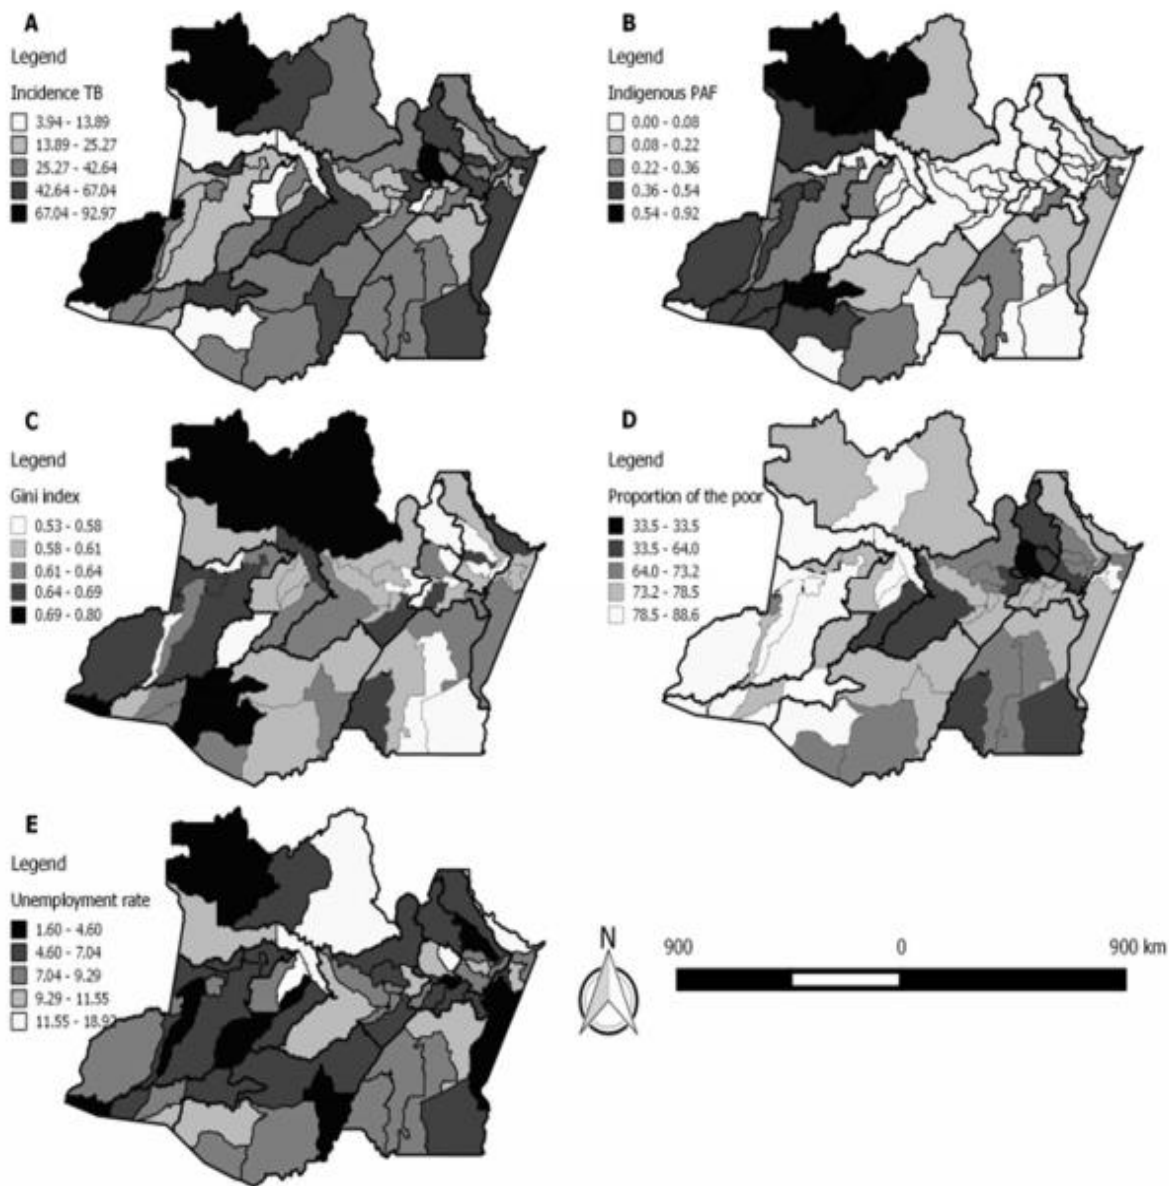 A
Legend
Incidence TB
3.94 - 13.89
13.89 - 25.27
25.27 - 42.64
42.64 - 67.04
67.04 - 92.97
B
Legend
Indigenous PAF
0.00 - 0.08
0.08 - 0.22
0.22 - 0.36
0.36 - 0.54
0.54 - 0.92
C
Legend
Gini index
0.53 - 0.58
0.58 - 0.61
0.61 - 0.64
0.64 - 0.69
0.69 - 0.80
D
Legend
Proportion of the poor
33.5 - 33.5
33.5 - 64.0
64.0 - 73.2
73.2 - 78.5
78.5 - 88.6
E
Legend
Unemployment rate
1.60 - 4.60
4.60 - 7.04
7.04 - 9.29
9.29 - 11.55
11.55 - 18.92
N
900 0 900 km